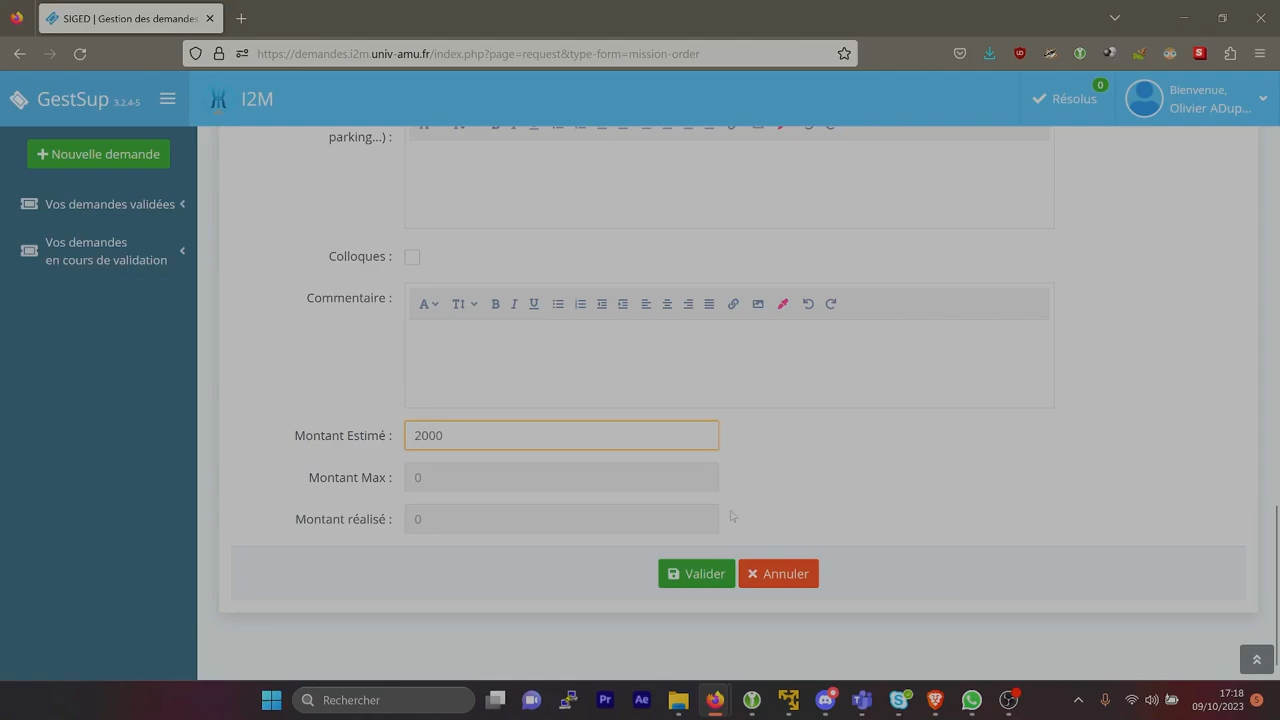 SIGED | Gestion des demandes
https://demandes.i2m.univ-amu.fr/index.php?page=request&type-form=mission-order
GestSup 3.2.4-5
I2M
Résolus
0
Bienvenue,
Olivier ADup...
Nouvelle demande
parking...) :
Vos demandes validées
Vos demandes
en cours de validation
Colloques :
Commentaire :
A
B I U
Montant Estimé :
2000
Montant Max :
0
Montant réalisé :
0
Valider
Annuler
Rechercher
Pr
Ae
17:18
09/10/2023
5